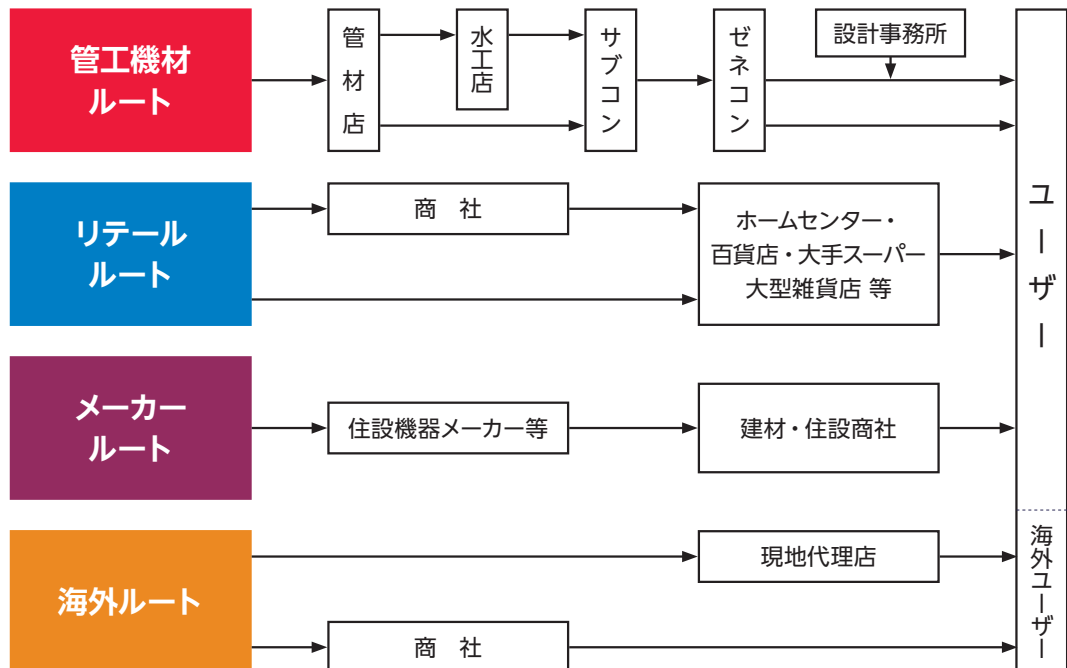 管工機材
ルート
管材店
水工店
サブコン
ゼネコン
設計事務所
ユーザー
リテール
ルート
商 社
ホームセンター・
百貨店・大手スーパー
大型雑貨店 等
メーカー
ルート
住設機器メーカー等
建材・住設商社
海外ルート
現地代理店
商 社
海外ユーザー